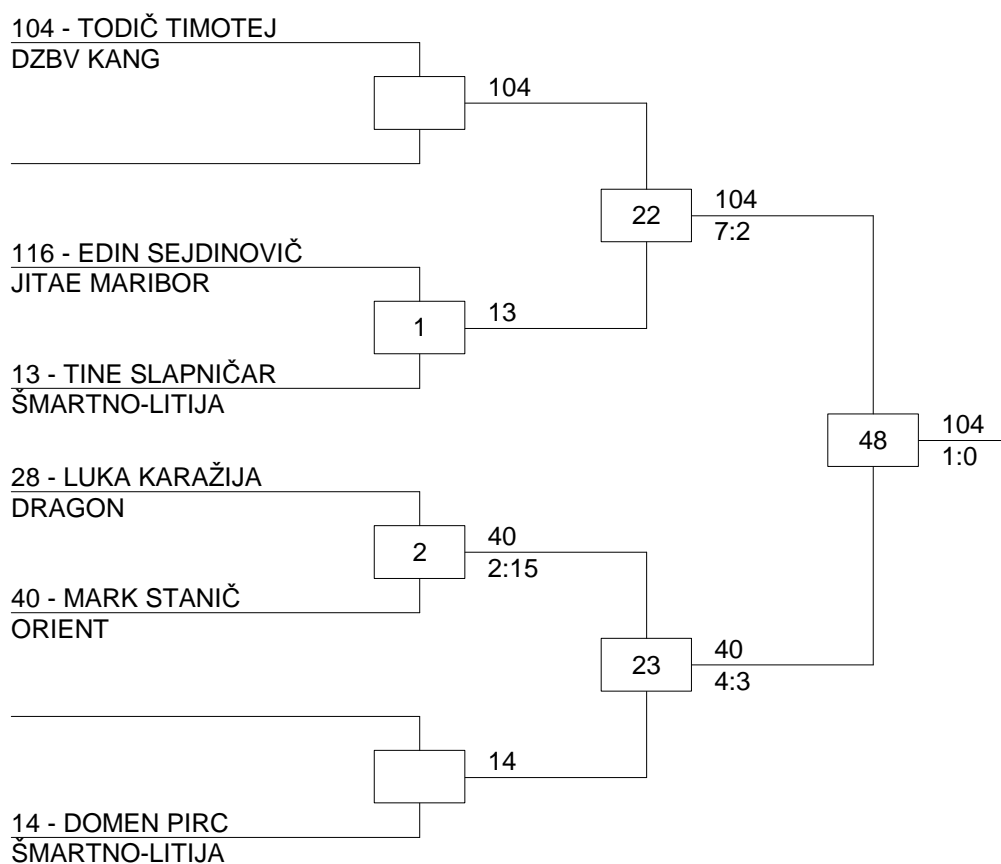 104 - TODIČ TIMOTEJ
DZBV KANG
104
22
104
7:2
116 - EDIN SEJDINOVIČ
JITAE MARIBOR
1
13
13 - TINE SLAPNIČAR
ŠMARTNO-LITIJA
48
104
1:0
28 - LUKA KARAŽIJA
DRAGON
2
40
2:15
40 - MARK STANIČ
ORIENT
23
40
4:3
14
14 - DOMEN PIRC
ŠMARTNO-LITIJA